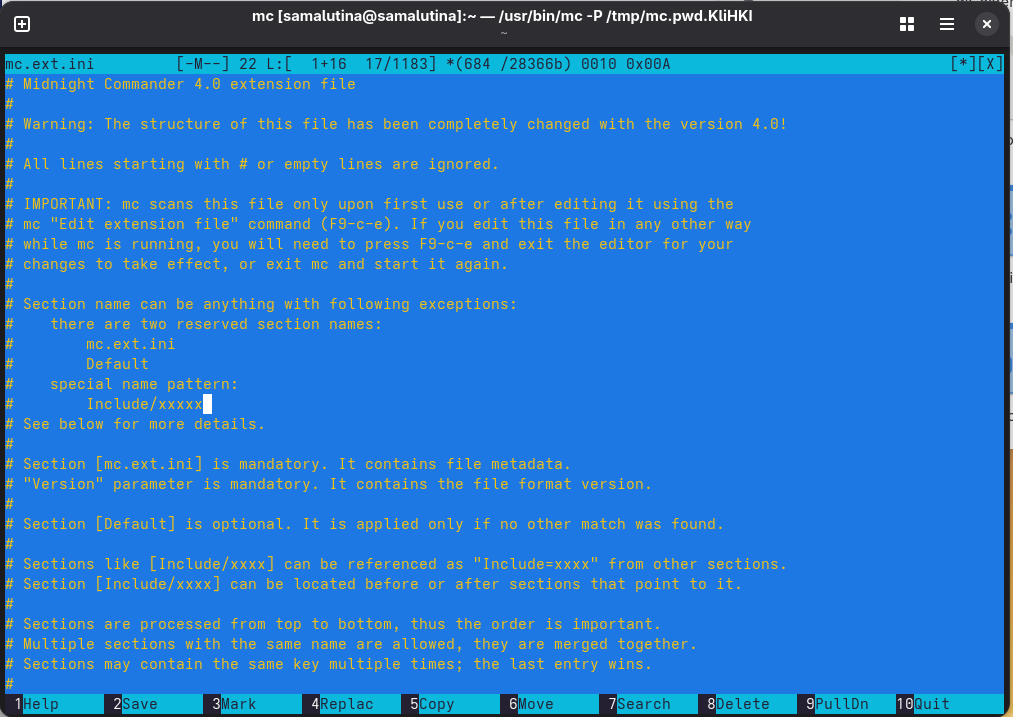 mc [samalutina@samalutina]:~ — /usr/bin/mc -P /tmp/mc.pwd.KliHKI
~
mc.ext.ini         [-M--] 22 L:[  1+16  17/1183] *(684 /28366b) 0010 0x00A                               [*][X]
# Midnight Commander 4.0 extension file
#
# Warning: The structure of this file has been completely changed with the version 4.0!
#
# All lines starting with # or empty lines are ignored.
#
# IMPORTANT: mc scans this file only upon first use or after editing it using the
# mc "Edit extension file" command (F9-c-e). If you edit this file in any other way
# while mc is running, you will need to press F9-c-e and exit the editor for your
# changes to take effect, or exit mc and start it again.
#
# Section name can be anything with following exceptions:
#    there are two reserved section names:
#        mc.ext.ini
#        Default
#    special name pattern:
#        Include/xxxxx
# See below for more details.
#
# Section [mc.ext.ini] is mandatory. It contains file metadata.
# "Version" parameter is mandatory. It contains the file format version.
#
# Section [Default] is optional. It is applied only if no other match was found.
#
# Sections like [Include/xxxx] can be referenced as "Include=xxxx" from other sections.
# Section [Include/xxxx] can be located before or after sections that point to it.
#
# Sections are processed from top to bottom, thus the order is important.
# Multiple sections with the same name are allowed, they are merged together.
# Sections may contain the same key multiple times; the last entry wins.
#
1Help 2Save 3Mark 4Replac 5Copy 6Move 7Search 8Delete 9PullDn 10Quit